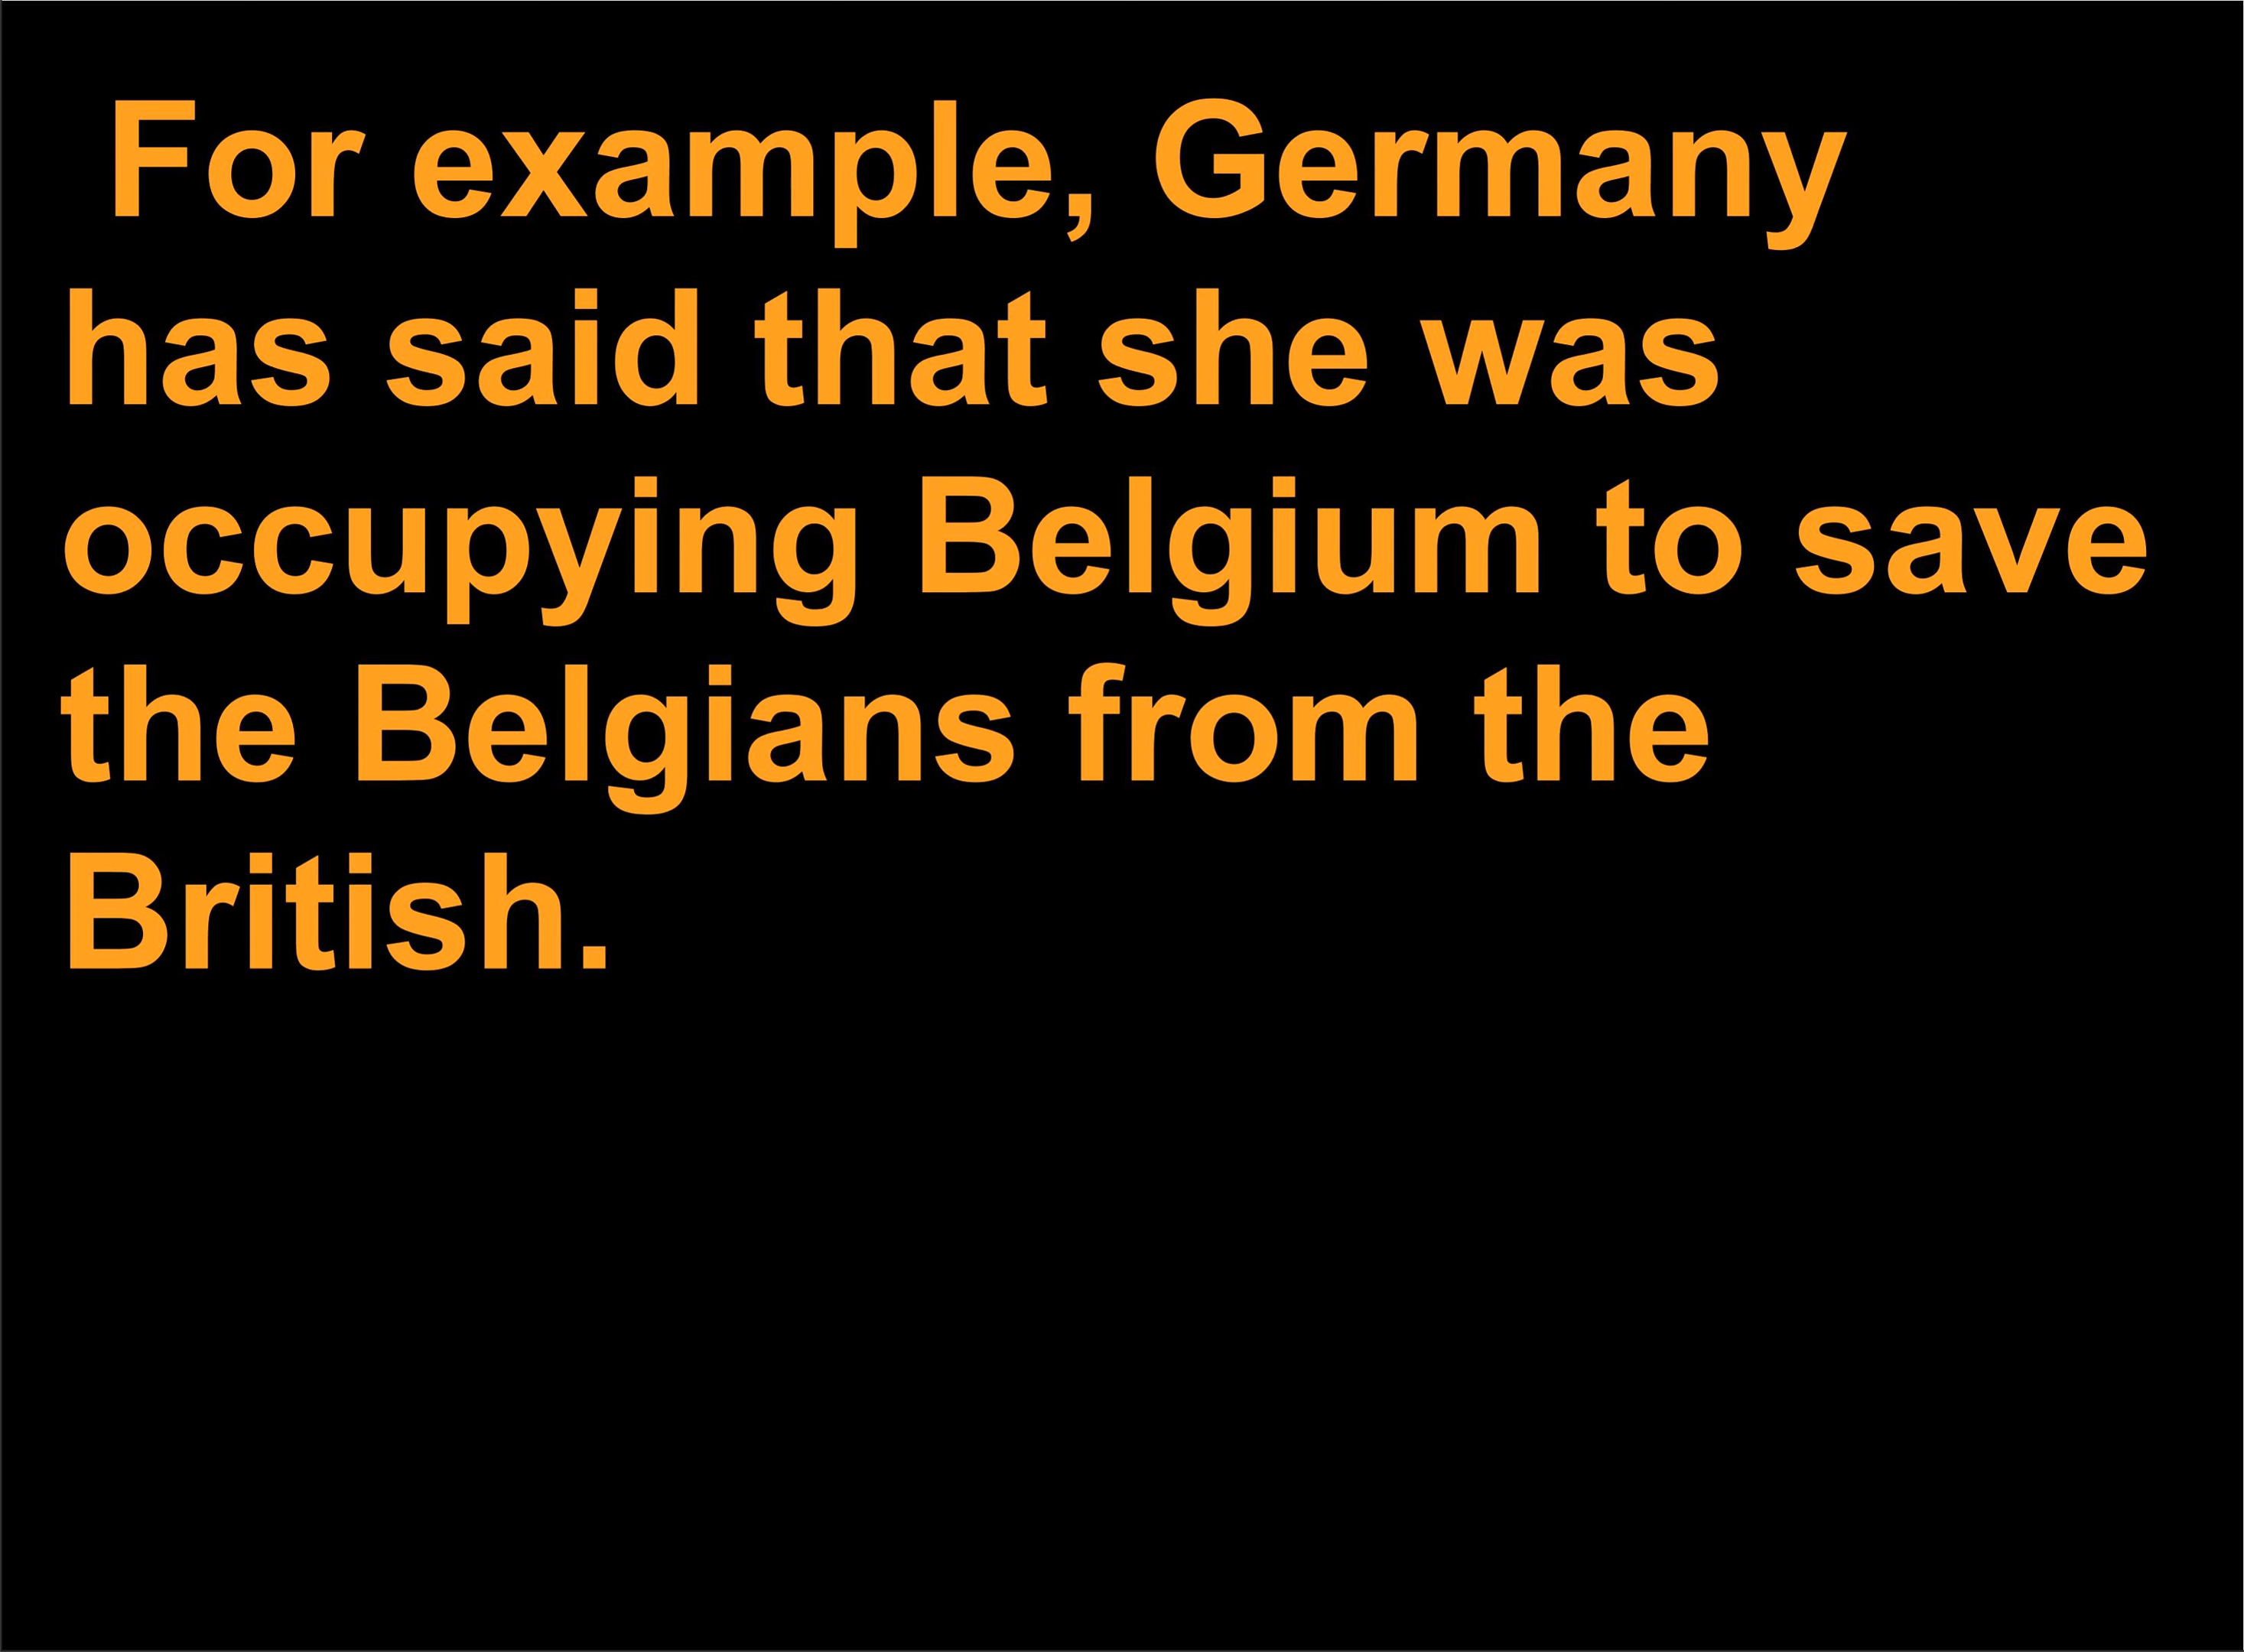 For example, Germany
has said that she was
occupying Belgium to save
the Belgians from the
British.